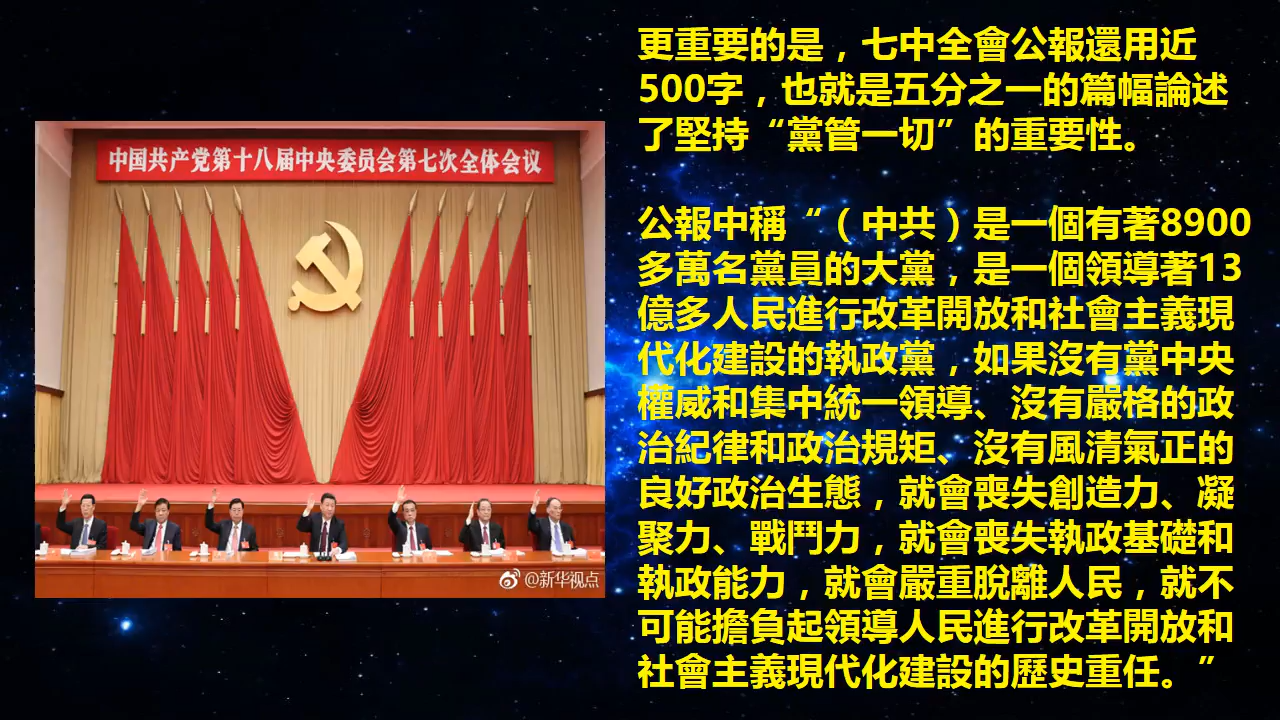 中国共产党第十八届中央委员会第七次全体会议
@新华视点
更重要的是，七中全會公報還用近
500字，也就是五分之一的篇幅論述
了堅持“黨管一切”的重要性。
公報中稱“（中共）是一個有著8900
多萬名黨員的大黨，是一個領導著13
億多人民進行改革開放和社會主義現
代化建設的執政黨，如果沒有黨中央
權威和集中統一領導、沒有嚴格的政
治紀律和政治規矩、沒有風清氣正的
良好政治生態，就會喪失創造力、凝
聚力、戰鬥力，就會喪失執政基礎和
執政能力，就會嚴重脫離人民，就不
可能擔負起領導人民進行改革開放和
社會主義現代化建設的歷史重任。”